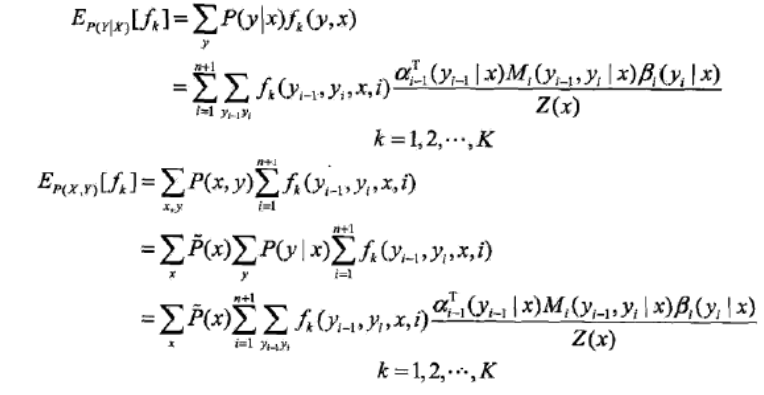 E_{P(Y|X)}[f_k] = \sum_y P(y|x) f_k(y,x)
= \sum_{i=1}^{n+1} \sum_{y_{i-1} y_i} f_k(y_{i-1}, y_i, x, i) \frac{\alpha_{i-1}^T(y_{i-1}|x) M_i(y_{i-1}, y_i|x) \beta_i(y_i|x)}{Z(x)}
k = 1,2,⋯,K
E_{P(X,Y)}[f_k] = \sum_{x,y} P(x,y) \sum_{i=1}^{n+1} f_k(y_{i-1}, y_i, x, i)
= \sum_x \tilde{P}(x) \sum_y P(y|x) \sum_{i=1}^{n+1} f_k(y_{i-1}, y_i, x, i)
= \sum_x \tilde{P}(x) \sum_{i=1}^{n+1} \sum_{y_{i-1} y_i} f_k(y_{i-1}, y_i, x, i) \frac{\alpha_{i-1}^T(y_{i-1}|x) M_i(y_{i-1}, y_i|x) \beta_i(y_i|x)}{Z(x)}
k = 1,2,⋯,K